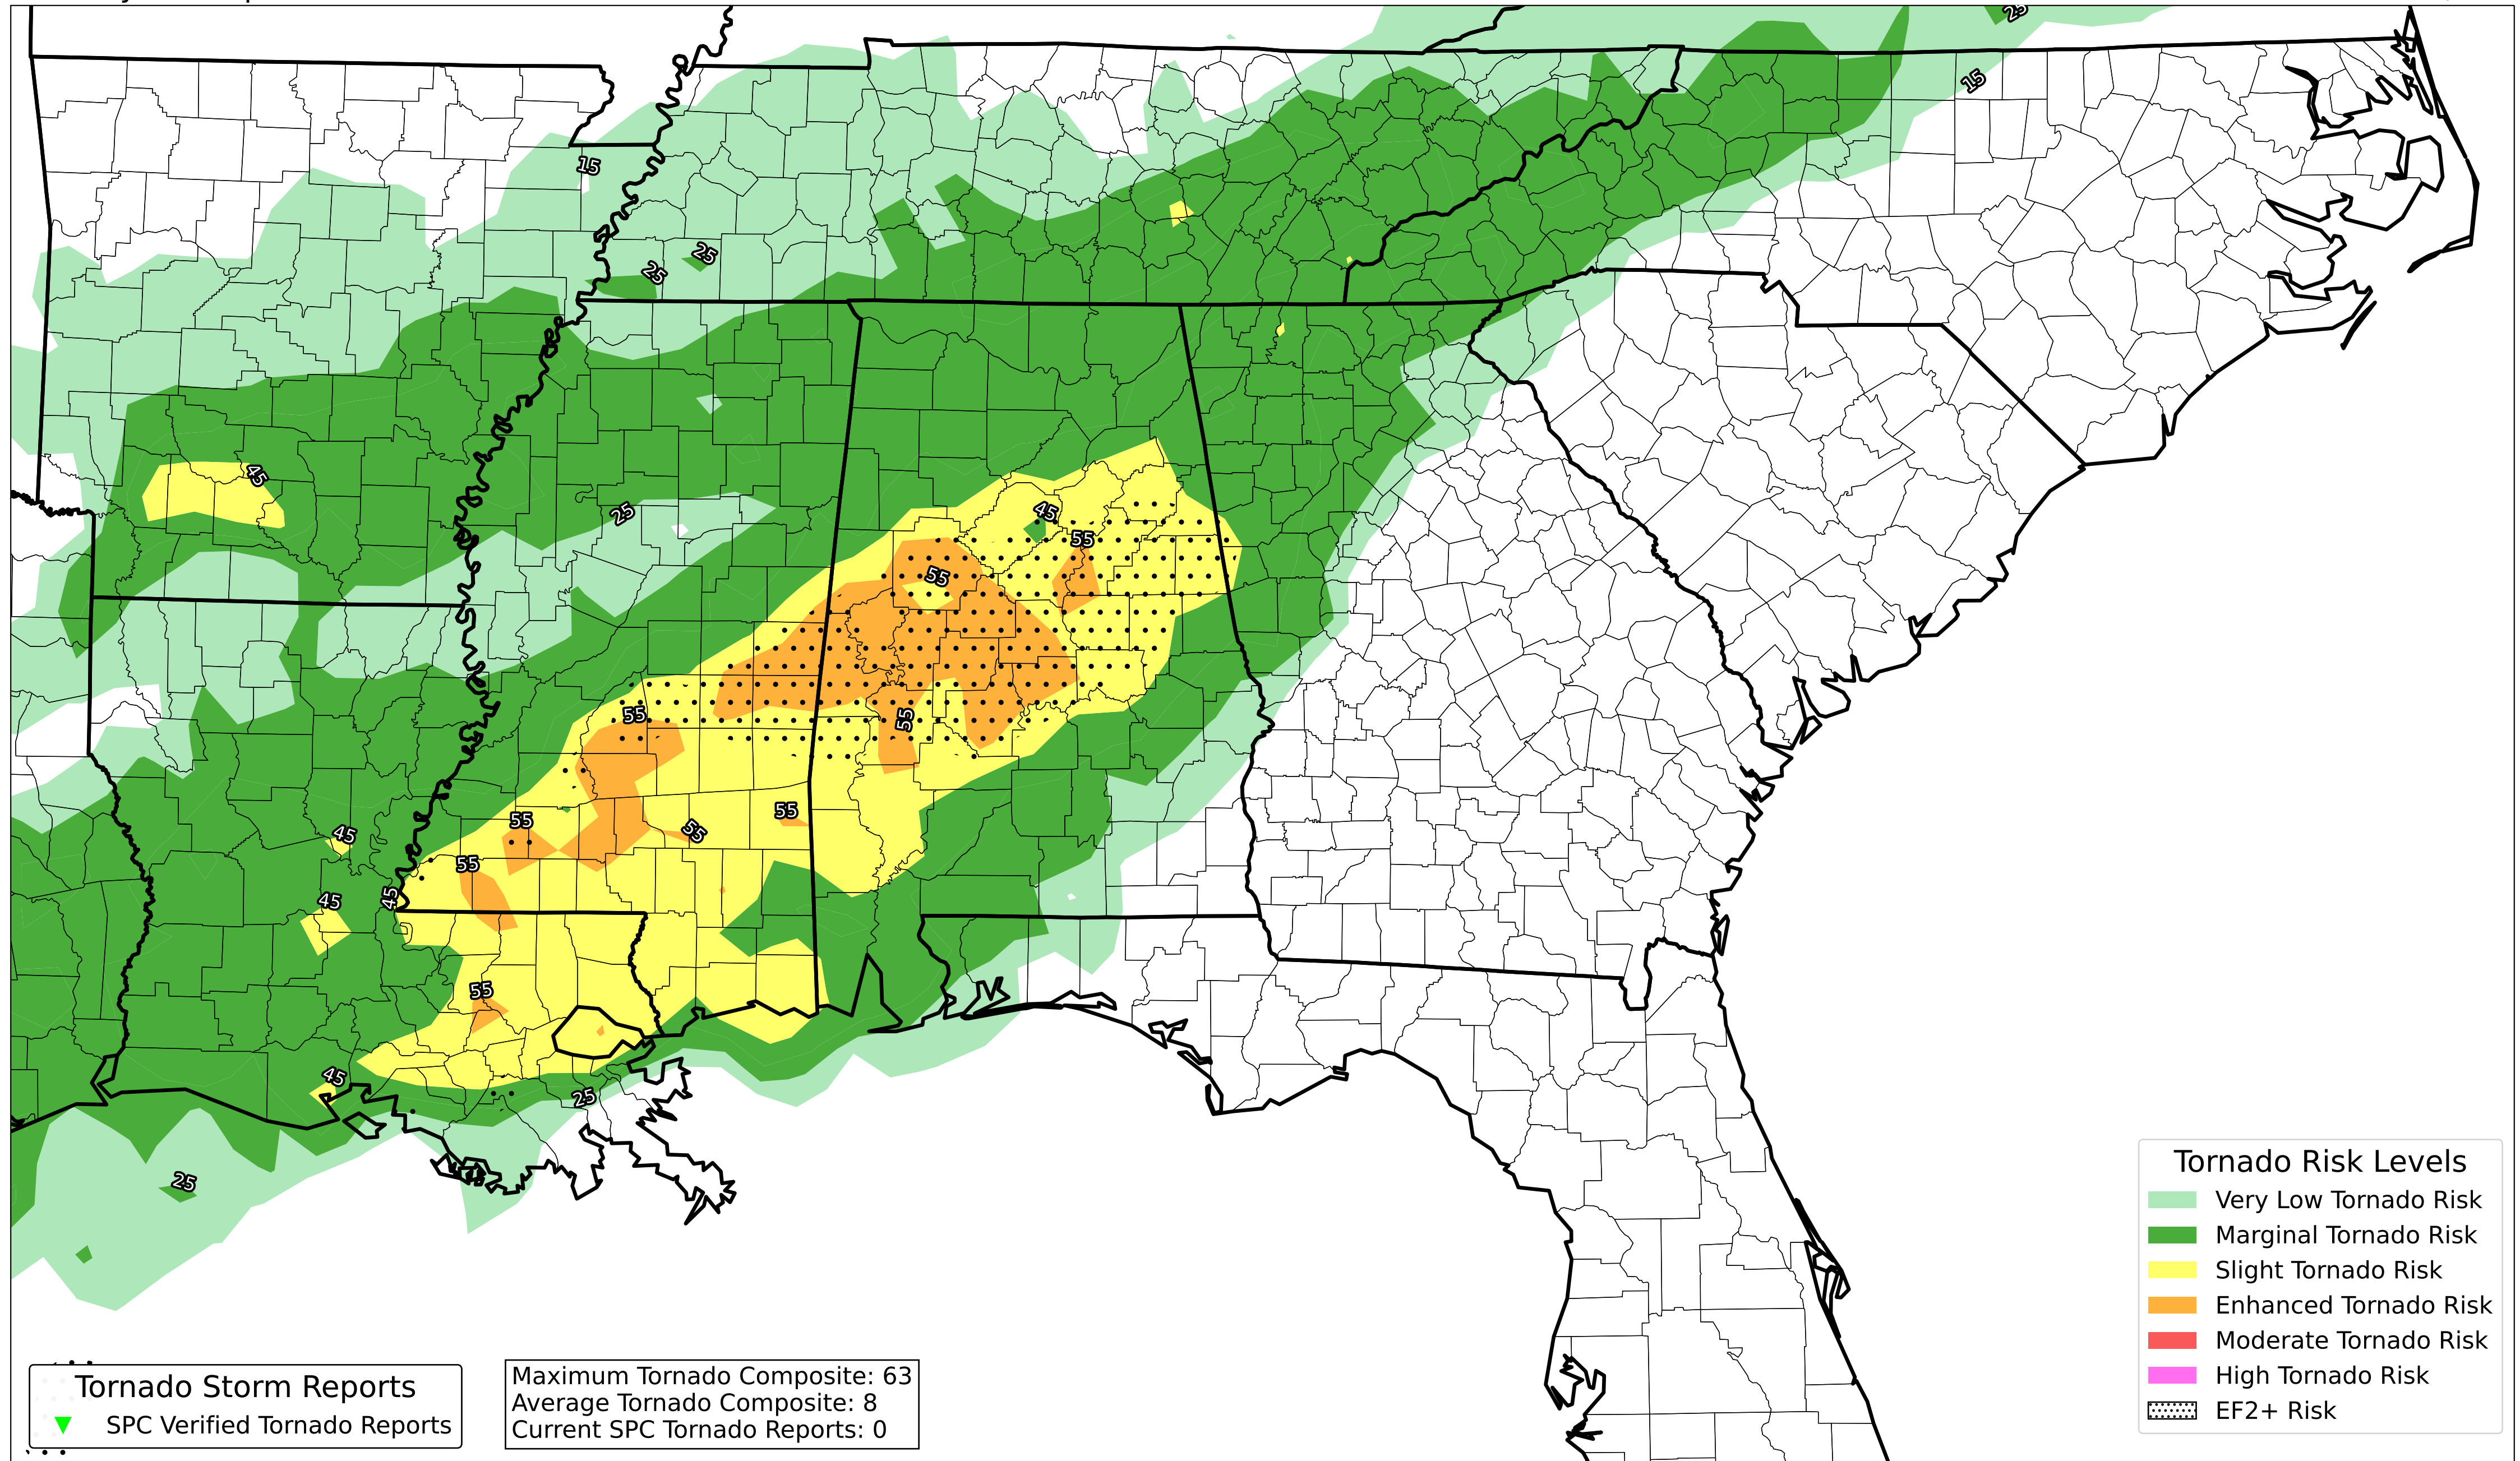 25
15
15
25
25
45
25
45
55
55
55
55
45
55
55
55
55
45
45
55
45
25
25
Tornado Risk Levels
Very Low Tornado Risk
Marginal Tornado Risk
Slight Tornado Risk
Enhanced Tornado Risk
Moderate Tornado Risk
High Tornado Risk
EF2+ Risk
Tornado Storm Reports
SPC Verified Tornado Reports
Maximum Tornado Composite: 63
Average Tornado Composite: 8
Current SPC Tornado Reports: 0